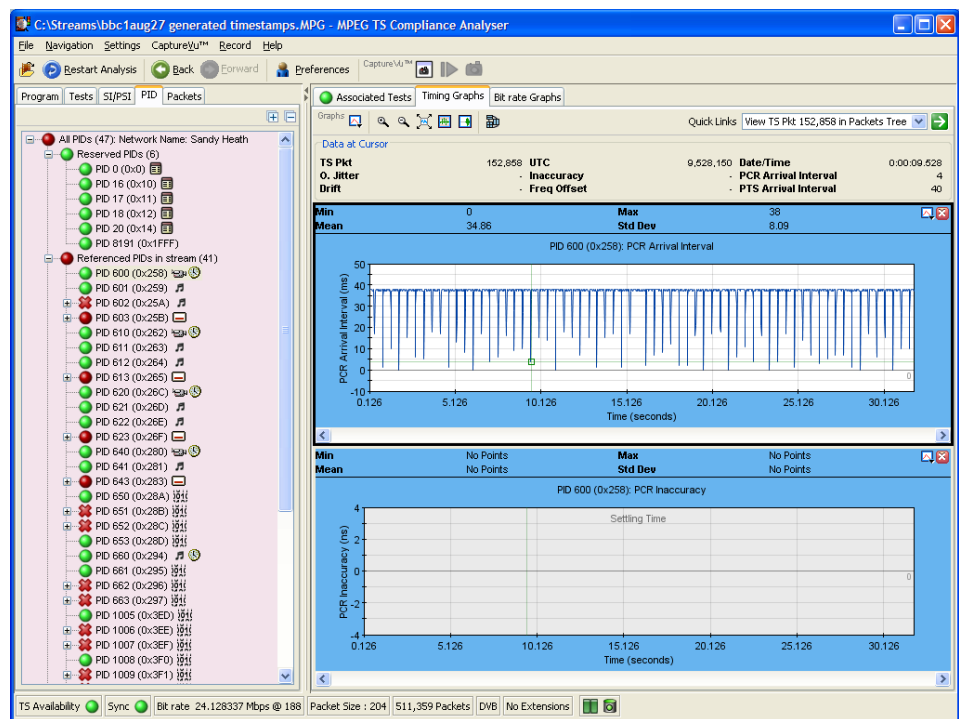 C:\Streams\bbc1aug27 generated timestamps.MPG - MPEG TS Compliance Analyser
File Navigation Settings CaptureVu™ Record Help
Restart Analysis Back Forward Preferences CaptureVu™
Program Tests SI/PSI PID Packets
Associated Tests Timing Graphs Bit rate Graphs
All PIDs (47): Network Name: Sandy Heath
Reserved PIDs (6)
PID 0 (0x0)
PID 16 (0x10)
PID 17 (0x11)
PID 18 (0x12)
PID 20 (0x14)
PID 8191 (0x1FFF)
Referenced PIDs in stream (41)
PID 600 (0x258)
PID 601 (0x259)
PID 602 (0x25A)
PID 603 (0x25B)
PID 610 (0x262)
PID 611 (0x263)
PID 612 (0x264)
PID 613 (0x265)
PID 620 (0x26C)
PID 621 (0x26D)
PID 622 (0x26E)
PID 623 (0x26F)
PID 640 (0x280)
PID 641 (0x281)
PID 643 (0x283)
PID 650 (0x28A)
PID 651 (0x28B)
PID 652 (0x28C)
PID 653 (0x28D)
PID 660 (0x294)
PID 661 (0x295)
PID 662 (0x296)
PID 663 (0x297)
PID 1005 (0x3ED)
PID 1006 (0x3EE)
PID 1007 (0x3EF)
PID 1008 (0x3F0)
PID 1009 (0x3F1)
Graphs Quick Links View TS Pkt 152,858 in Packets Tree
Data at Cursor
TS Pkt 152,858 UTC 9,528,150 Date/Time 0:00:09.528
O. Jitter - Inaccuracy - PCR Arrival Interval 4
Drift - Freq Offset - PTS Arrival Interval 40
Min 0 Max 38
Mean 34.86 Std Dev 8.09
PID 600 (0x258): PCR Arrival Interval
PCR Arrival Interval (ms)
50
40
30
20
10
0
0
-10
0.126 5.126 10.126 15.126 20.126 25.126 30.126
Time (seconds)
Min No Points Max No Points
Mean No Points Std Dev No Points
PID 600 (0x258): PCR Inaccuracy
PCR Inaccuracy (ns)
Settling Time
4
2
0
0
-2
-4
0.126 5.126 10.126 15.126 20.126 25.126 30.126
Time (seconds)
TS Availability Sync Bit rate 24.128337 Mbps @ 188 Packet Size : 204 511,359 Packets DVB No Extensions